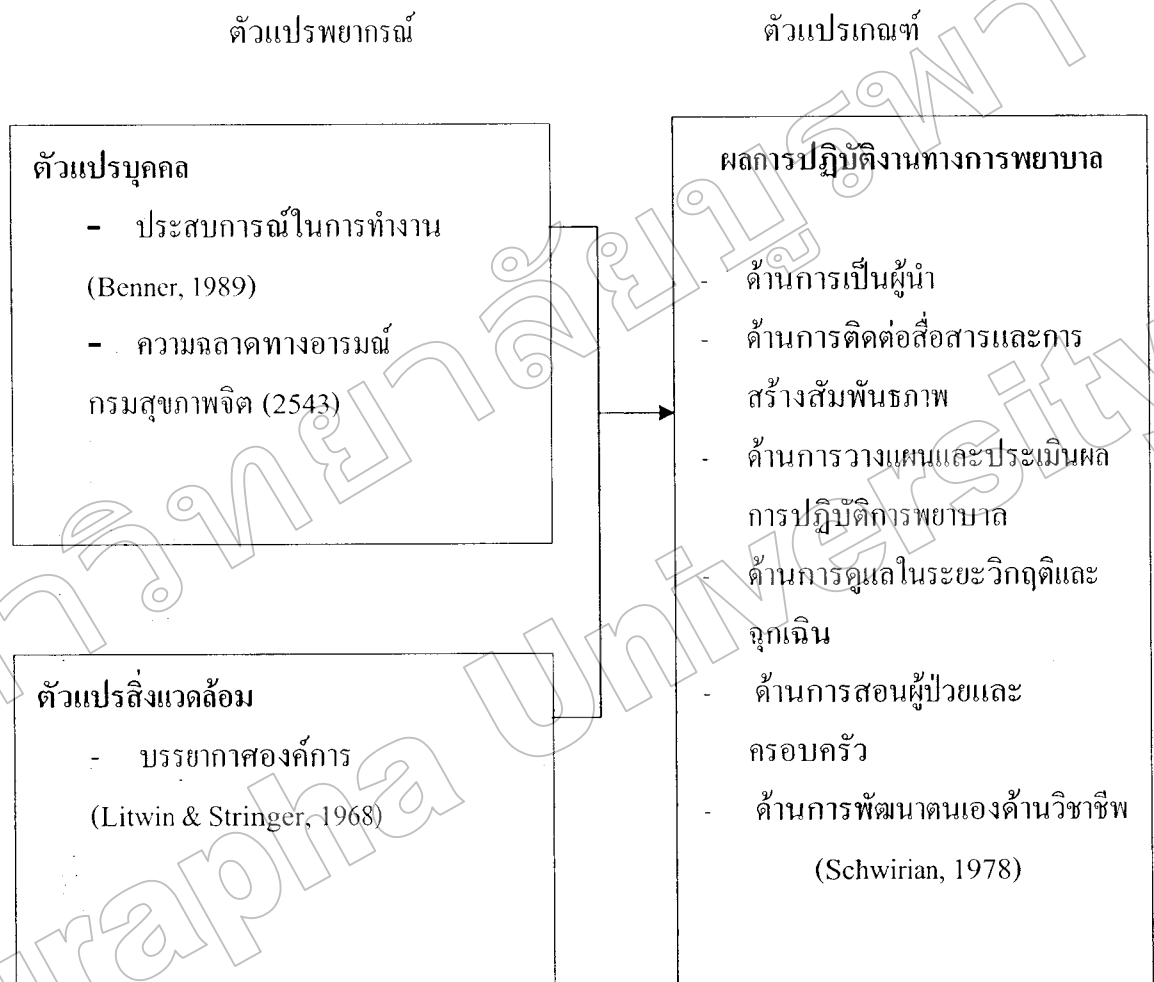 ตัวแปรพยากรณ์
ตัวแปรเกณฑ์
ตัวแปรบุคคล
- ประสบการณ์ในการทำงาน
(Benner, 1989)
- ความฉลาดทางอารมณ์
กรมสุขภาพจิต (2543)
ตัวแปรสิ่งแวดล้อม
- บรรยากาศองค์การ
(Litwin & Stringer, 1968)
ผลการปฏิบัติงานทางการพยาบาล
- ด้านการเป็นผู้นำ
- ด้านการติดต่อสื่อสารและการ
สร้างสัมพันธภาพ
- ด้านการวางแผนและประเมินผล
การปฏิบัติการพยาบาล
- ด้านการดูแลในระยะวิกฤติและ
ฉุกเฉิน
- ด้านการสอนผู้ป่วยและ
ครอบครัว
- ด้านการพัฒนาตนเองด้านวิชาชีพ
(Schwirian, 1978)
าวิทยาลัยบูรพา
urapha University